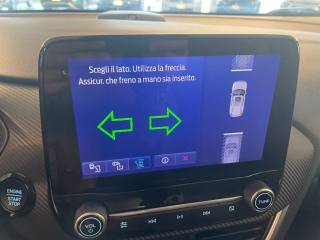 Scegli il lato. Utilizza la freccia.
Assicur. che freno a mano sia inserito.
ENGINE
START
STOP
VOL
TUNE